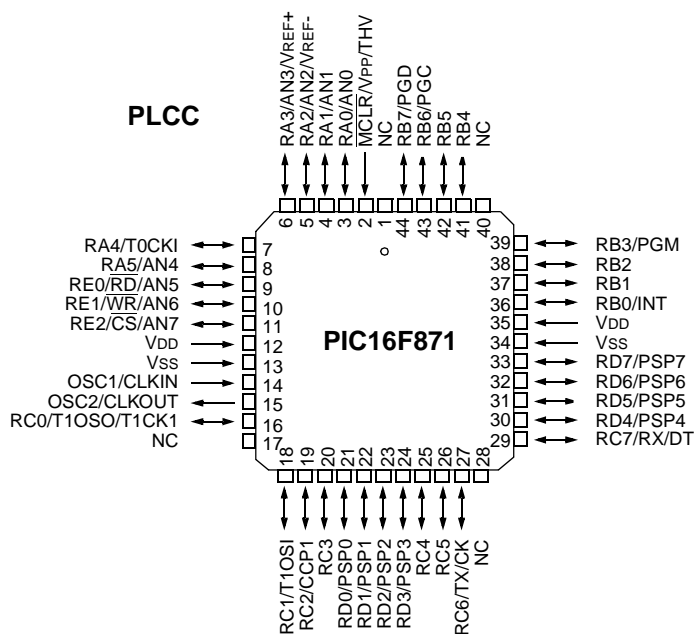 PLCC
RA3/AN3/VREF+
RA2/AN2/VREF-
RA1/AN1
RA0/AN0
MCLR/VPP/THV
NC
RB7/PGD
RB6/PGC
RB5
RB4
NC
6
5
4
3
2
1
44
43
42
41
40
RA4/T0CKI
RA5/AN4
RE0/RD/AN5
RE1/WR/AN6
RE2/CS/AN7
VDD
VSS
OSC1/CLKIN
OSC2/CLKOUT
RC0/T1OSO/T1CK1
NC
7
8
9
10
11
12
13
14
15
16
17
PIC16F871
39
38
37
36
35
34
33
32
31
30
29
RB3/PGM
RB2
RB1
RB0/INT
VDD
VSS
RD7/PSP7
RD6/PSP6
RD5/PSP5
RD4/PSP4
RC7/RX/DT
18
19
20
21
22
23
24
25
26
27
28
RC1/T1OSI
RC2/CCP1
RC3
RD0/PSP0
RD1/PSP1
RD2/PSP2
RD3/PSP3
RC4
RC5
RC6/TX/CK
NC